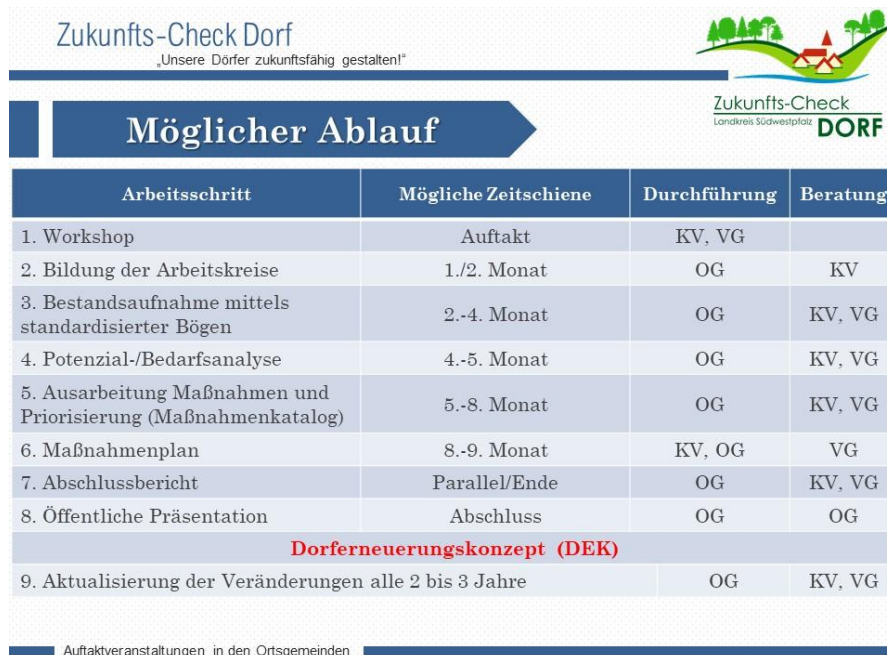 Zukunfts-Check Dorf
„Unsere Dörfer zukunftsfähig gestalten!“
Zukunfts-Check
Landkreis Südwestpfalz DORF
Möglicher Ablauf
Arbeitsschritt Mögliche Zeitschiene Durchführung Beratung
1. Workshop Auftakt KV, VG
2. Bildung der Arbeitskreise 1./2. Monat OG KV
3. Bestandsaufnahme mittels
standardisierter Bögen 2.-4. Monat OG KV, VG
4. Potenzial-/Bedarfsanalyse 4.-5. Monat OG KV, VG
5. Ausarbeitung Maßnahmen und
Priorisierung (Maßnahmenkatalog) 5.-8. Monat OG KV, VG
6. Maßnahmenplan 8.-9. Monat KV, OG VG
7. Abschlussbericht Parallel/Ende OG KV, VG
8. Öffentliche Präsentation Abschluss OG OG
Dorferneuerungskonzept (DEK)
9. Aktualisierung der Veränderungen alle 2 bis 3 Jahre OG KV, VG
Auftaktveranstaltungen in den Ortsgemeinden